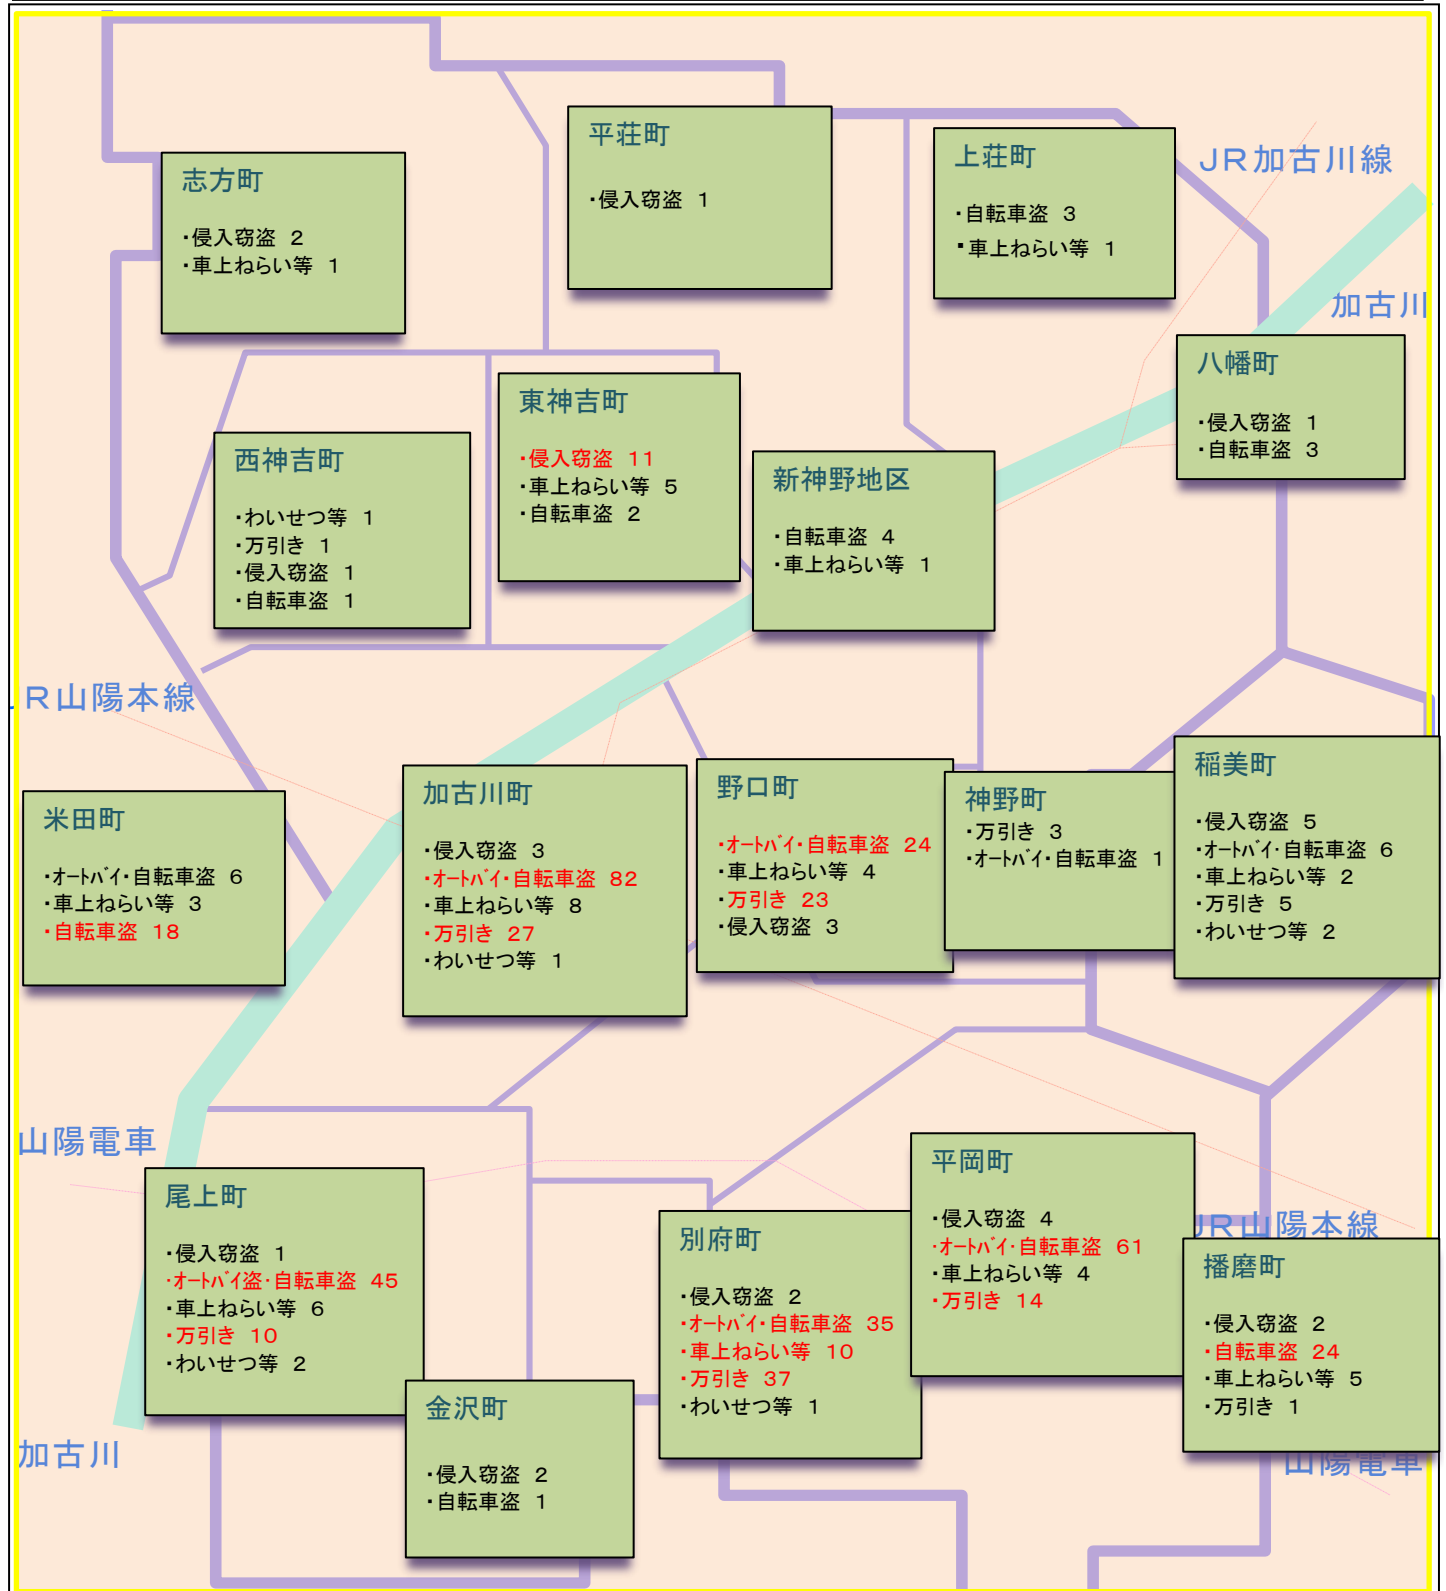 平荘町
・侵入窃盗 1
上荘町
・自転車盗 3
・車上ねらい等 1
JR加古川線
志方町
・侵入窃盗 2
・車上ねらい等 1
加古川
八幡町
・侵入窃盗 1
・自転車盗 3
東神吉町
・侵入窃盗 11
・車上ねらい等 5
・自転車盗 2
西神吉町
・わいせつ等 1
・万引き 1
・侵入窃盗 1
・自転車盗 1
新神野地区
・自転車盗 4
・車上ねらい等 1
JR山陽本線
米田町
・オートバイ・自転車盗 6
・車上ねらい等 3
・自転車盗 18
加古川町
・侵入窃盗 3
・オートバイ・自転車盗 82
・車上ねらい等 8
・万引き 27
・わいせつ等 1
野口町
・オートバイ・自転車盗 24
・車上ねらい等 4
・万引き 23
・侵入窃盗 3
神野町
・万引き 3
・オートバイ・自転車盗 1
稲美町
・侵入窃盗 5
・オートバイ・自転車盗 6
・車上ねらい等 2
・万引き 5
・わいせつ等 2
山陽電車
尾上町
・侵入窃盗 1
・オートバイ盗・自転車盗 45
・車上ねらい等 6
・万引き 10
・わいせつ等 2
加古川
金沢町
・侵入窃盗 2
・自転車盗 1
別府町
・侵入窃盗 2
・オートバイ・自転車盗 35
・車上ねらい等 10
・万引き 37
・わいせつ等 1
平岡町
・侵入窃盗 4
・オートバイ・自転車盗 61
・車上ねらい等 4
・万引き 14
JR山陽本線
播磨町
・侵入窃盗 2
・自転車盗 24
・車上ねらい等 5
・万引き 1
山陽電車